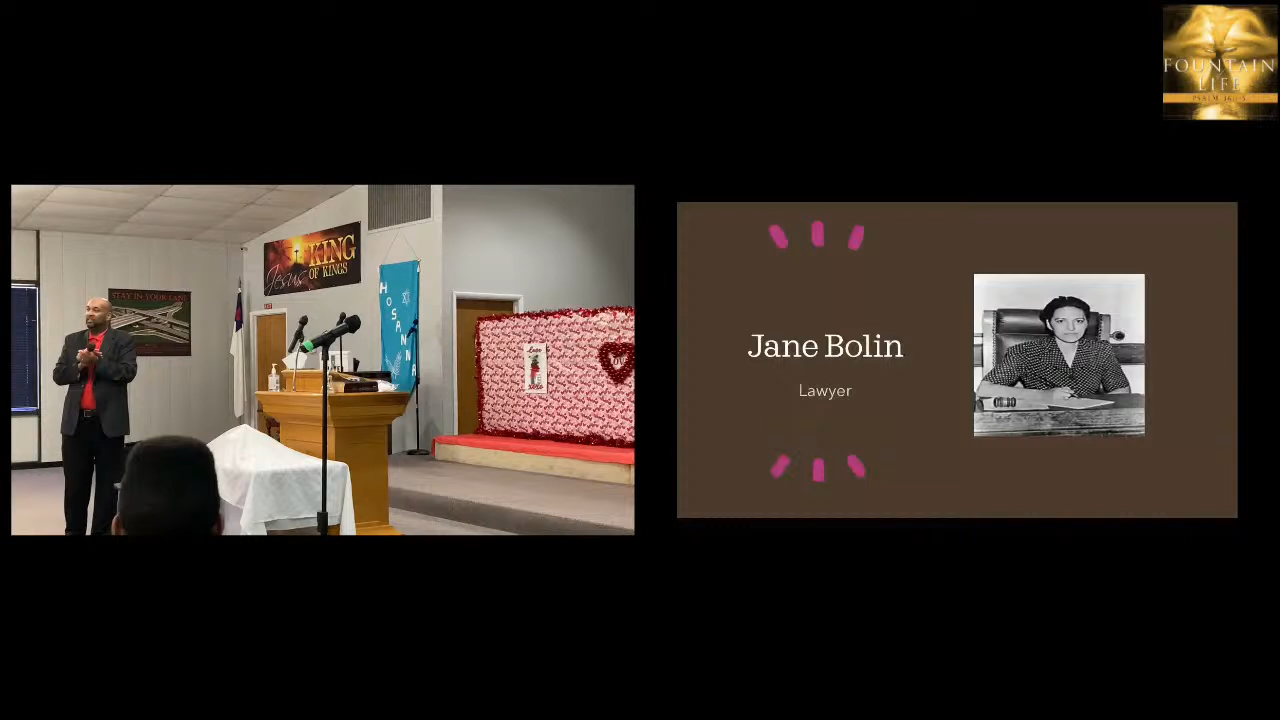 FOUNTAIN
LIFE
STAY IN YOUR LANE
Jesus
KING
OF KINGS
HOSANNA
Jane Bolin
Lawyer